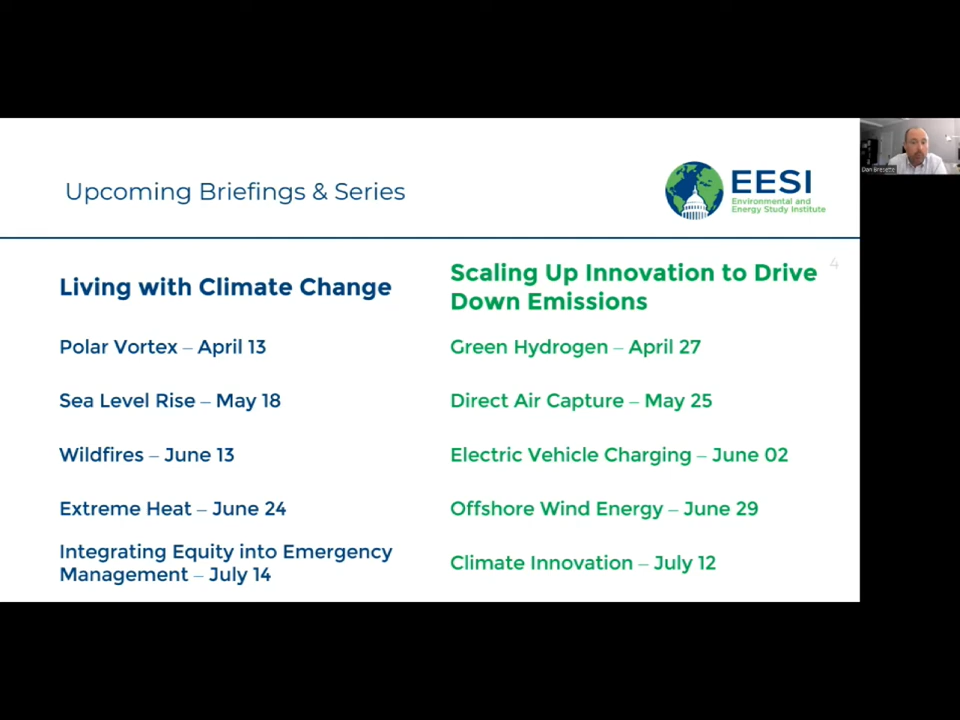 Upcoming Briefings & Series
EESI
Environmental and
Energy Study Institute
Dan Bresette
4
Living with Climate Change
Polar Vortex – April 13
Sea Level Rise – May 18
Wildfires – June 13
Extreme Heat – June 24
Integrating Equity into Emergency
Management – July 14
Scaling Up Innovation to Drive
Down Emissions
Green Hydrogen – April 27
Direct Air Capture – May 25
Electric Vehicle Charging – June 02
Offshore Wind Energy – June 29
Climate Innovation – July 12